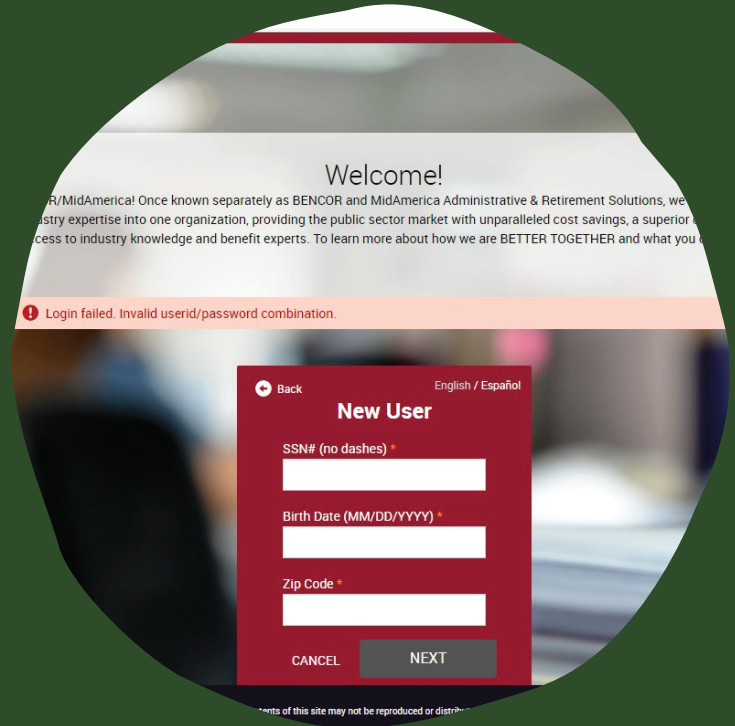 Welcome!
R/MidAmerica! Once known separately as BENCOR and MidAmerica Administrative & Retirement Solutions, we
ustry expertise into one organization, providing the public sector market with unparalleled cost savings, a superior
cess to industry knowledge and benefit experts. To learn more about how we are BETTER TOGETHER and what you
Login failed. Invalid userid/password combination.
Back
English / Español
New User
SSN# (no dashes) *
Birth Date (MM/DD/YYYY) *
Zip Code *
CANCEL
NEXT
tents of this site may not be reproduced or distribu